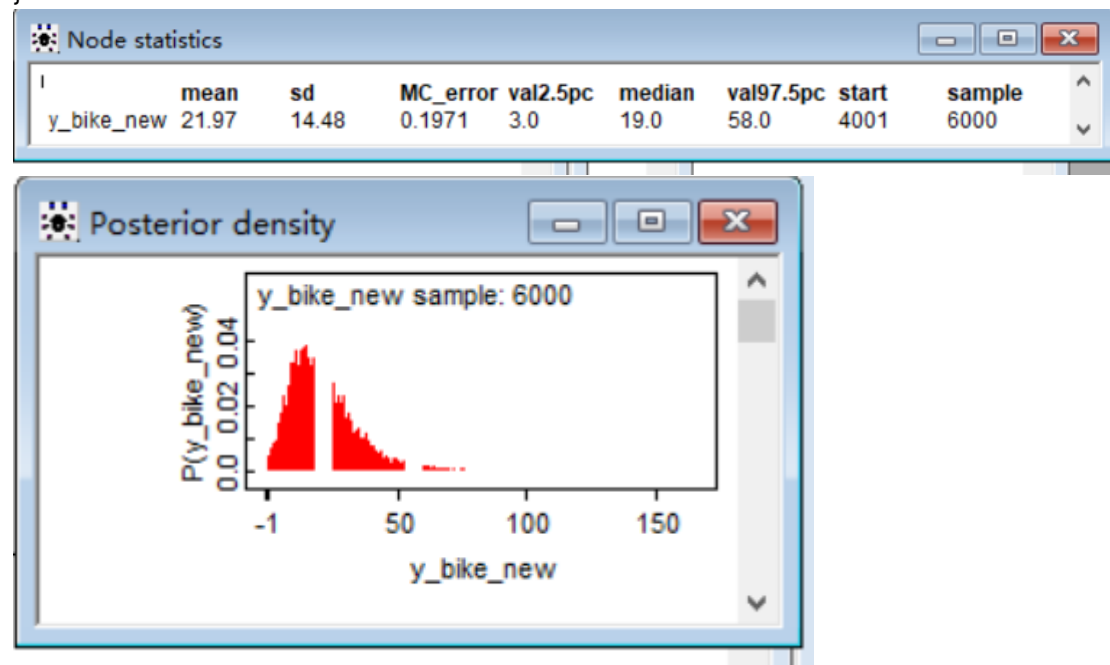 Node statistics
mean sd MC_error val2.5pc median val97.5pc start sample
y_bike_new 21.97 14.48 0.1971 3.0 19.0 58.0 4001 6000
Posterior density
y_bike_new sample: 6000
P(y_bike_new)
0.04
0.02
0.0
-1 50 100 150
y_bike_new